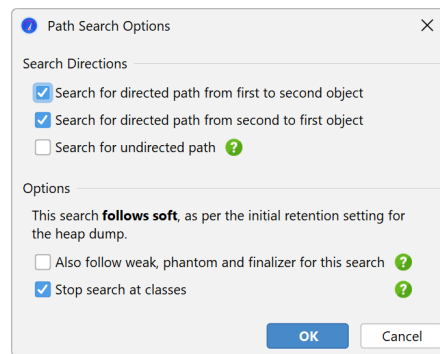 Path Search Options
Search Directions
Search for directed path from first to second object
Search for directed path from second to first object
Search for undirected path ?
Options
This search follows soft, as per the initial retention setting for
the heap dump.
Also follow weak, phantom and finalizer for this search ?
Stop search at classes ?
OK Cancel